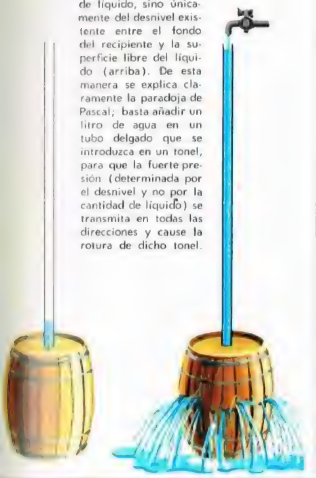 de líquido, sino única-
mente del desnivel exis-
tente entre el fondo
del recipiente y la su-
perficie libre del líqui-
do (arriba). De esta
manera se explica cla-
ramente la paradoja de
Pascal; basta añadir un
litro de agua en un
tubo delgado que se
introduzca en un tonel,
para que la fuerte pre-
sión (determinada por
el desnivel y no por la
cantidad de líquido) se
transmita en todas las
direcciones y cause la
rotura de dicho tonel.